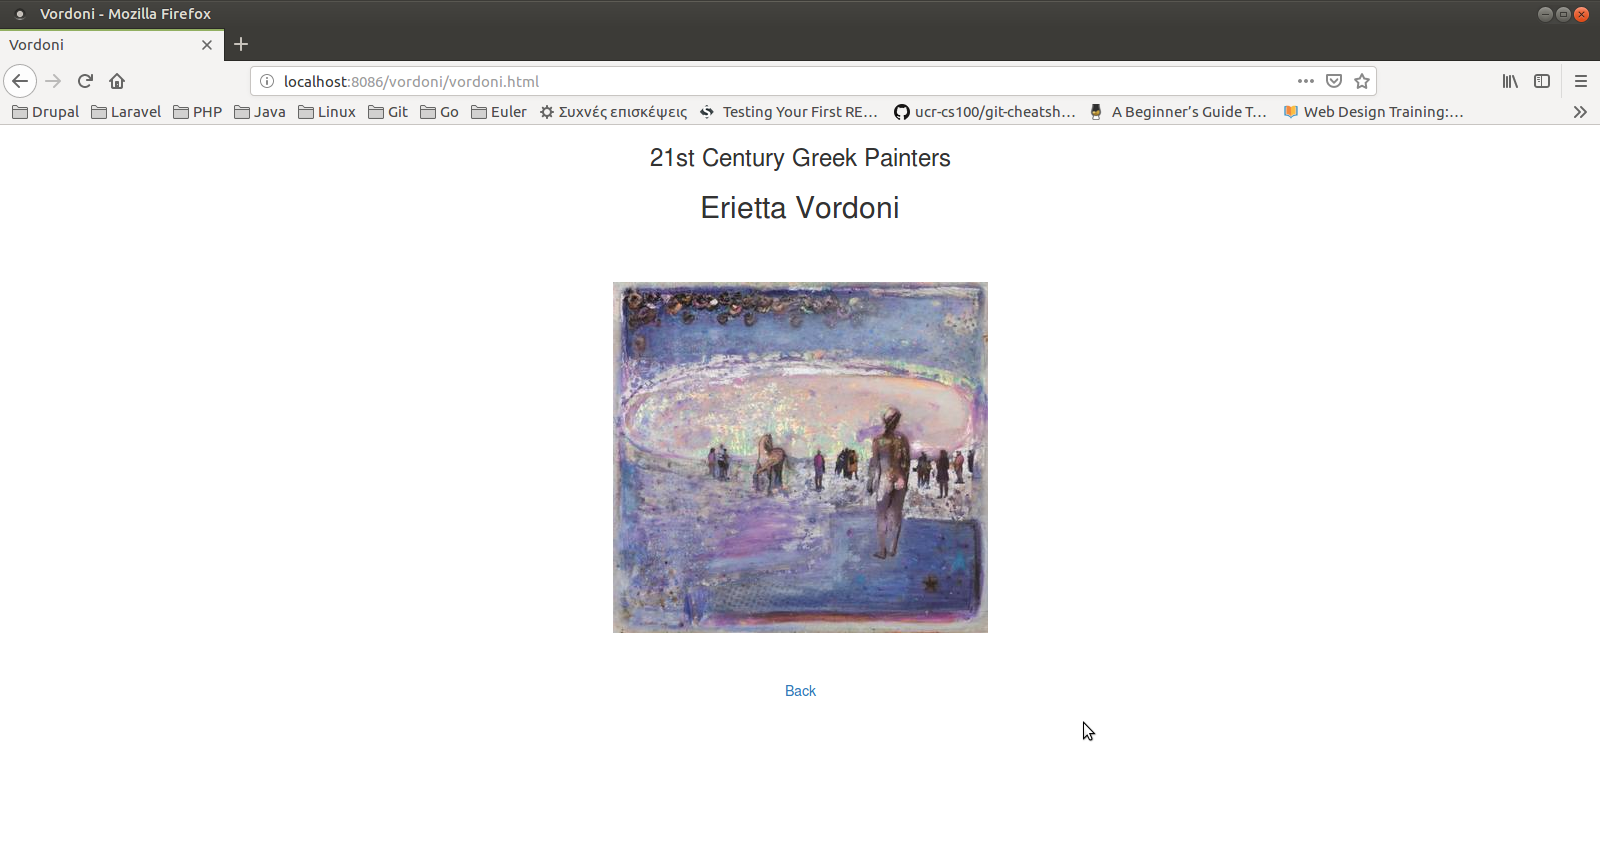 Vordoni - Mozilla Firefox
Vordoni
localhost:8086/vordoni/vordoni.html
Drupal Laravel PHP Java Linux Git Go Euler Συχνές επισκέψεις Testing Your First RE... ucr-cs100/git-cheatsh... A Beginner’s Guide T... Web Design Training:...
21st Century Greek Painters
Erietta Vordoni
Back